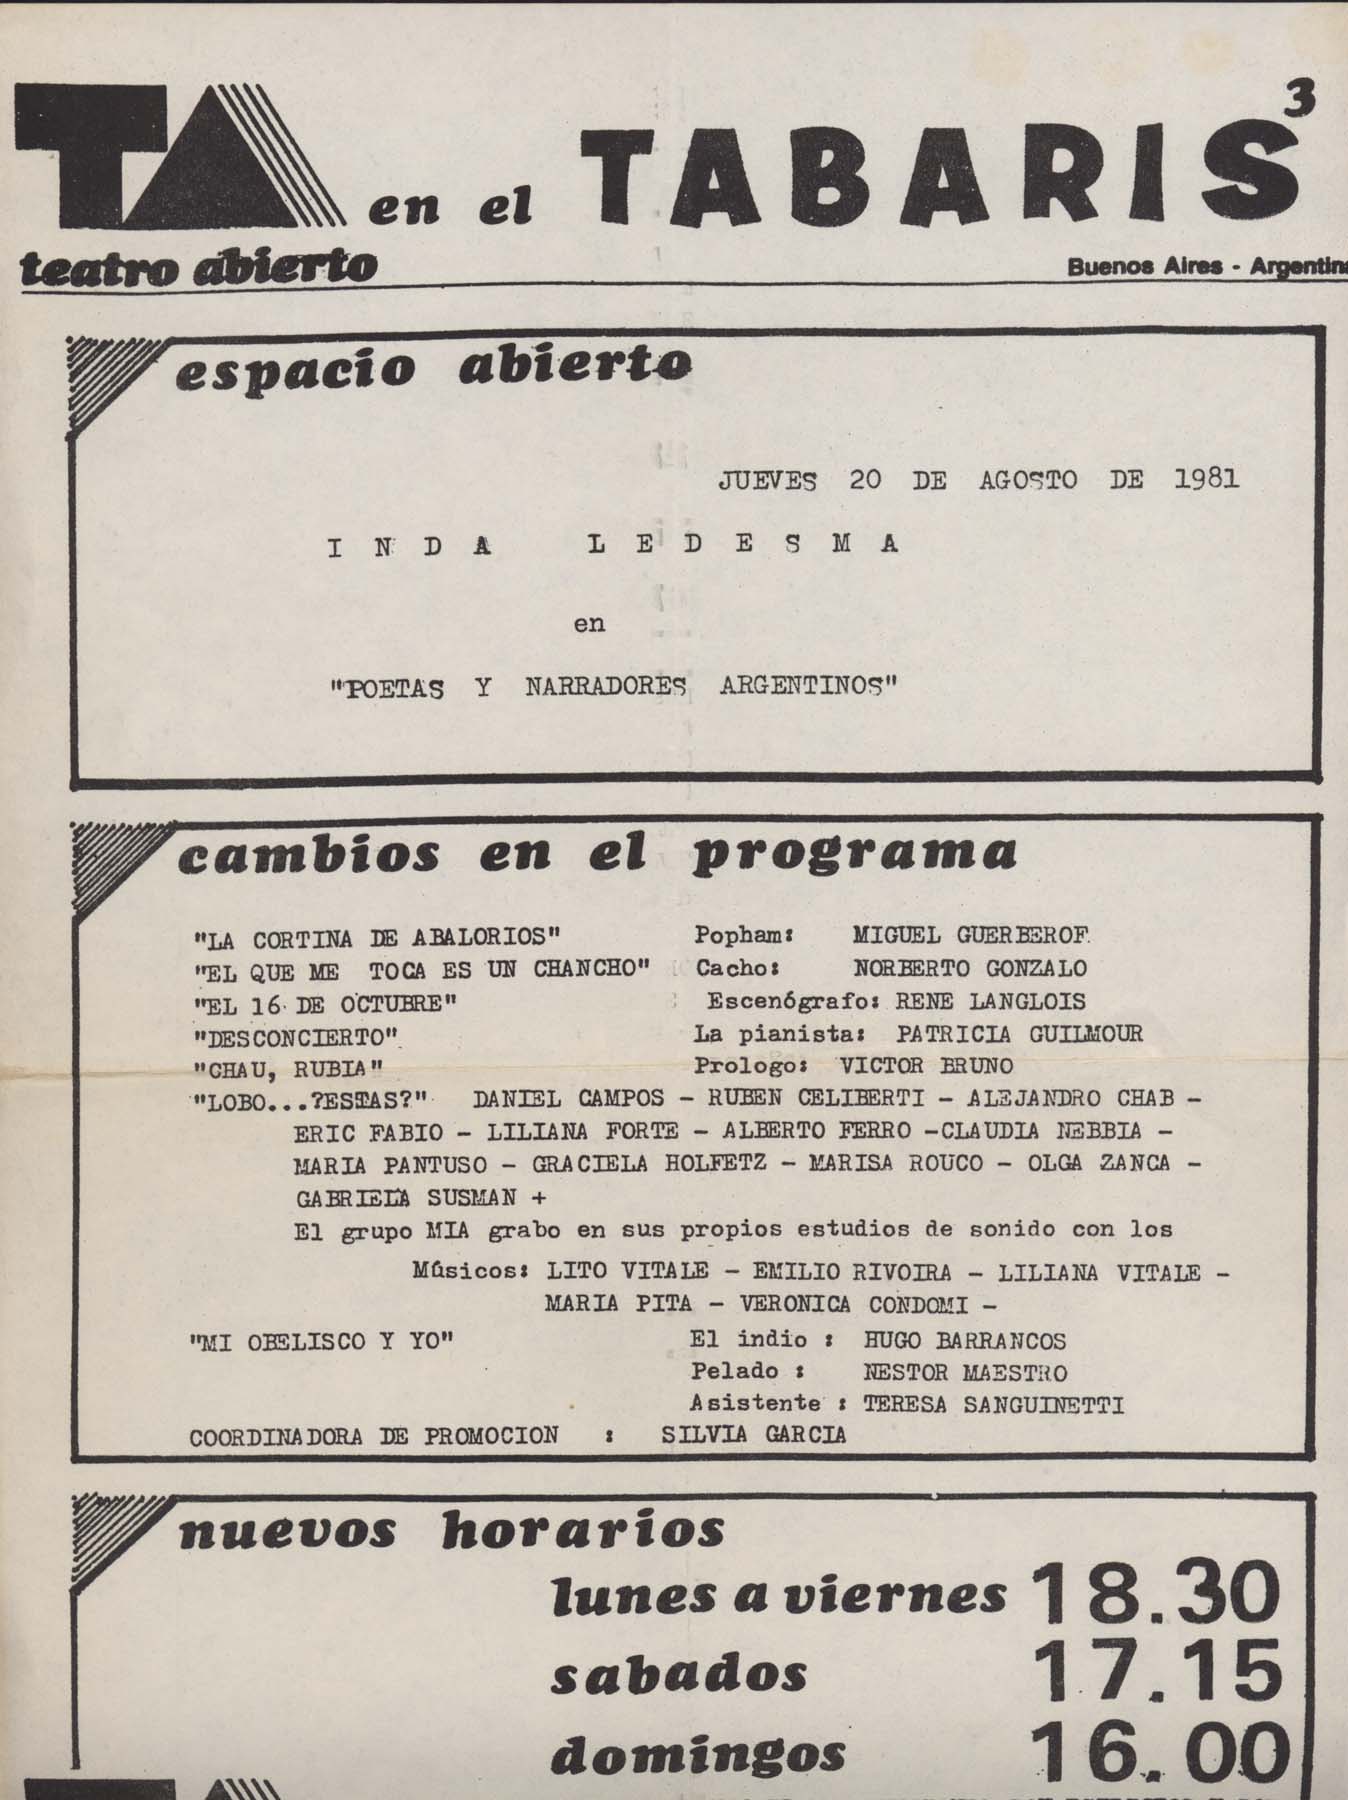 3
TA en el TABARIS
teatro abierto
Buenos Aires - Argentin
espacio abierto
JUEVES 20 DE AGOSTO DE 1981
INDA LEDESMA
en
"POETAS Y NARRADORES ARGENTINOS"
cambios en el programa
"LA CORTINA DE ABALORIOS" Popham: MIGUEL GUERBEROF
"EL QUE ME TOCA ES UN CHANCHO" Cacho: NORBERTO GONZALO
"EL 16 DE OCTUBRE" Escenógrafo: RENE LANGLOIS
"DESCONCIERTO" La pianista: PATRICIA GUILMOUR
"CHAU, RUBIA" Prologo: VICTOR BRUNO
"LOBO...?ESTAS?" DANIEL CAMPOS - RUBEN CELIBERTI - ALEJANDRO CHAB -
ERIC FABIO - LILIANA FORTE - ALBERTO FERRO -CLAUDIA NEBBIA -
MARIA PANTUSO - GRACIELA HOLFETZ - MARISA ROUCO - OLGA ZANCA -
GABRIELA SUSMAN +
El grupo MIA grabo en sus propios estudios de sonido con los
Músicos: LITO VITALE - EMILIO RIVOIRA - LILIANA VITALE -
MARIA PITA - VERONICA CONDOMI -
"MI OBELISCO Y YO" El indio : HUGO BARRANCOS
Pelado : NESTOR MAESTRO
Asistente : TERESA SANGUINETTI
COORDINADORA DE PROMOCION : SILVIA GARCIA
nuevos horarios
lunes a viernes 18.30
sabados 17.15
domingos 16.00